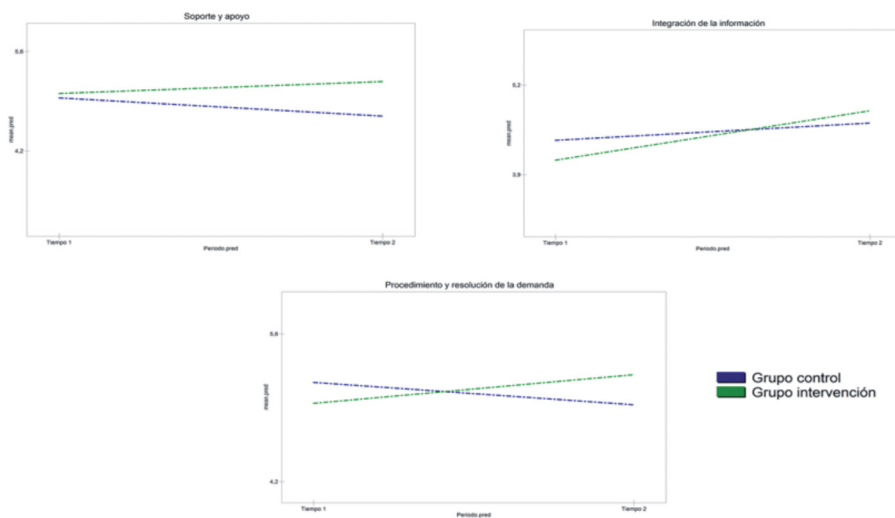 Soporte y apoyo
5,6
mean.pred
4,2
Tiempo 1
Tiempo 2
Periodo.pred
Integración de la información
5,2
mean.pred
3,9
Tiempo 1
Tiempo 2
Periodo.pred
Procedimiento y resolución de la demanda
5,6
mean.pred
4,2
Tiempo 1
Tiempo 2
Periodo.pred
Grupo control
Grupo intervención